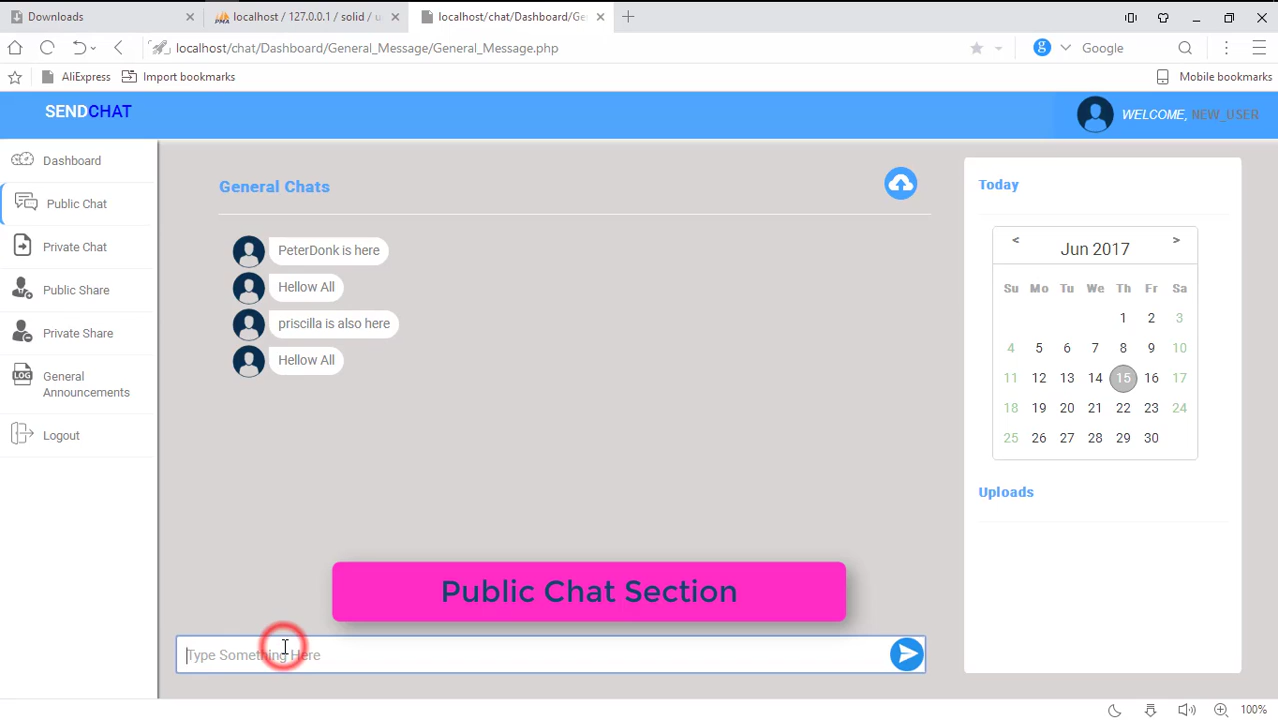 Downloads
localhost / 127.0.0.1 / solid / u
localhost/chat/Dashboard/Ge
localhost/chat/Dashboard/General_Message/General_Message.php
Google
AliExpress
Import bookmarks
Mobile bookmarks
SENDCHAT
WELCOME, NEW_USER
Dashboard
Public Chat
Private Chat
Public Share
Private Share
LOG
General
Announcements
Logout
General Chats
PeterDonk is here
Hellow All
priscilla is also here
Hellow All
Public Chat Section
Type Something Here
Today
< Jun 2017 >
Su Mo Tu We Th Fr Sa
1 2 3
4 5 6 7 8 9 10
11 12 13 14 15 16 17
18 19 20 21 22 23 24
25 26 27 28 29 30
Uploads
100%